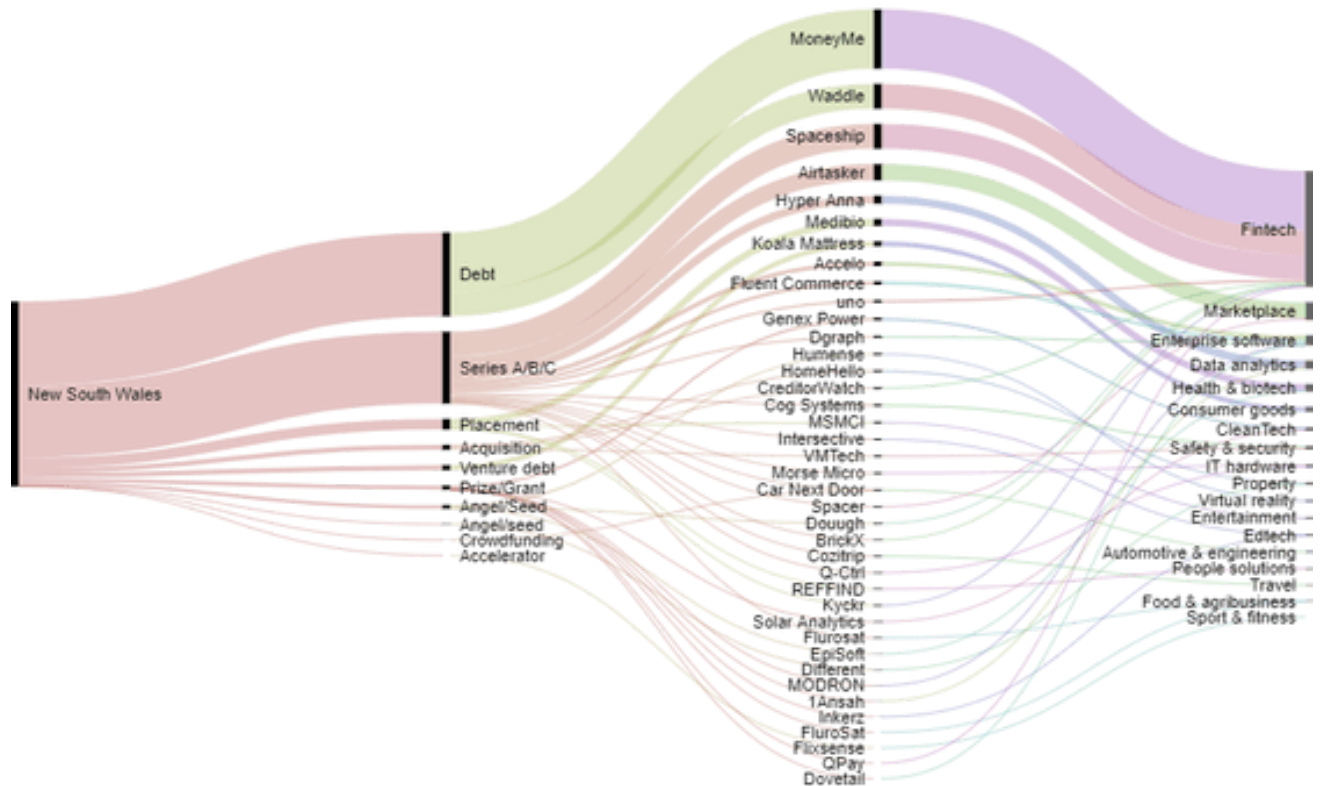 New South Wales
Debt
Series A/B/C
Placement
Acquisition
Venture debt
Prize/Grant
Angel/Seed
Angel/seed
Crowdfunding
Accelerator
MoneyMe
Waddle
Spaceship
Airtasker
Hyper Anna
Medibio
Koala Mattress
Accelo
Fluent Commerce
uno
Genex Power
Dgraph
Humense
HomeHello
CreditorWatch
Cog Systems
MSMCI
Intersective
VMTech
Morse Micro
Car Next Door
Spacer
Douugh
BrickX
Cozitrip
Q-Ctrl
REFFIND
Kyckr
Solar Analytics
Flurosat
EpiSoft
Different
MODRON
1Ansah
Inkerz
FluroSat
Flixsense
QPay
Dovetail
Fintech
Marketplace
Enterprise software
Data analytics
Health & biotech
Consumer goods
CleanTech
Safety & security
IT hardware
Property
Virtual reality
Entertainment
Edtech
Automotive & engineering
People solutions
Travel
Food & agribusiness
Sport & fitness